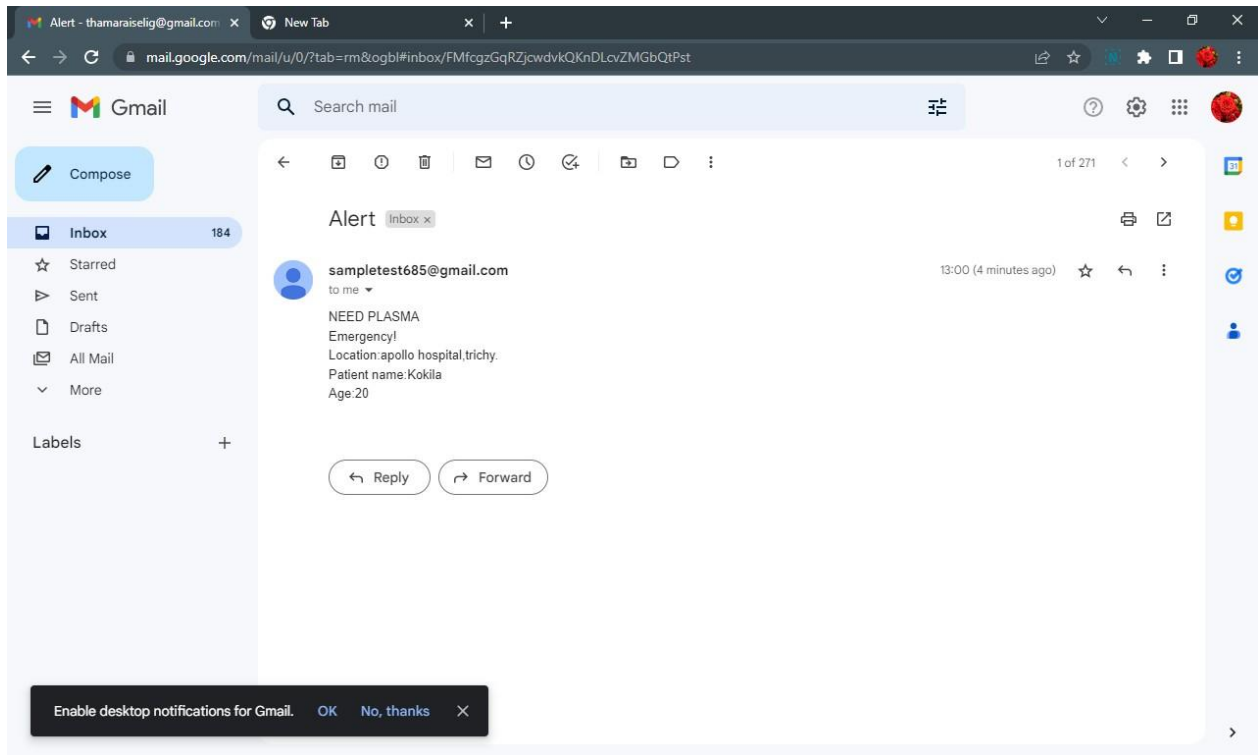 Alert - thamaraiselig@gmail.com
New Tab
mail.google.com/mail/u/0/?tab=rm&ogbl#inbox/FMfcgzGqRZjcwdvkQKnDLcvZMGbQtPst
Gmail
Search mail
Compose
1 of 271
31
Alert Inbox ×
Inbox 184
Starred
sampletest685@gmail.com
13:00 (4 minutes ago)
to me
Sent
NEED PLASMA
Drafts
Emergency!
Location:apollo hospital,trichy.
All Mail
Patient name:Kokila
More
Age:20
Labels
Reply
Forward
Enable desktop notifications for Gmail. OK No, thanks